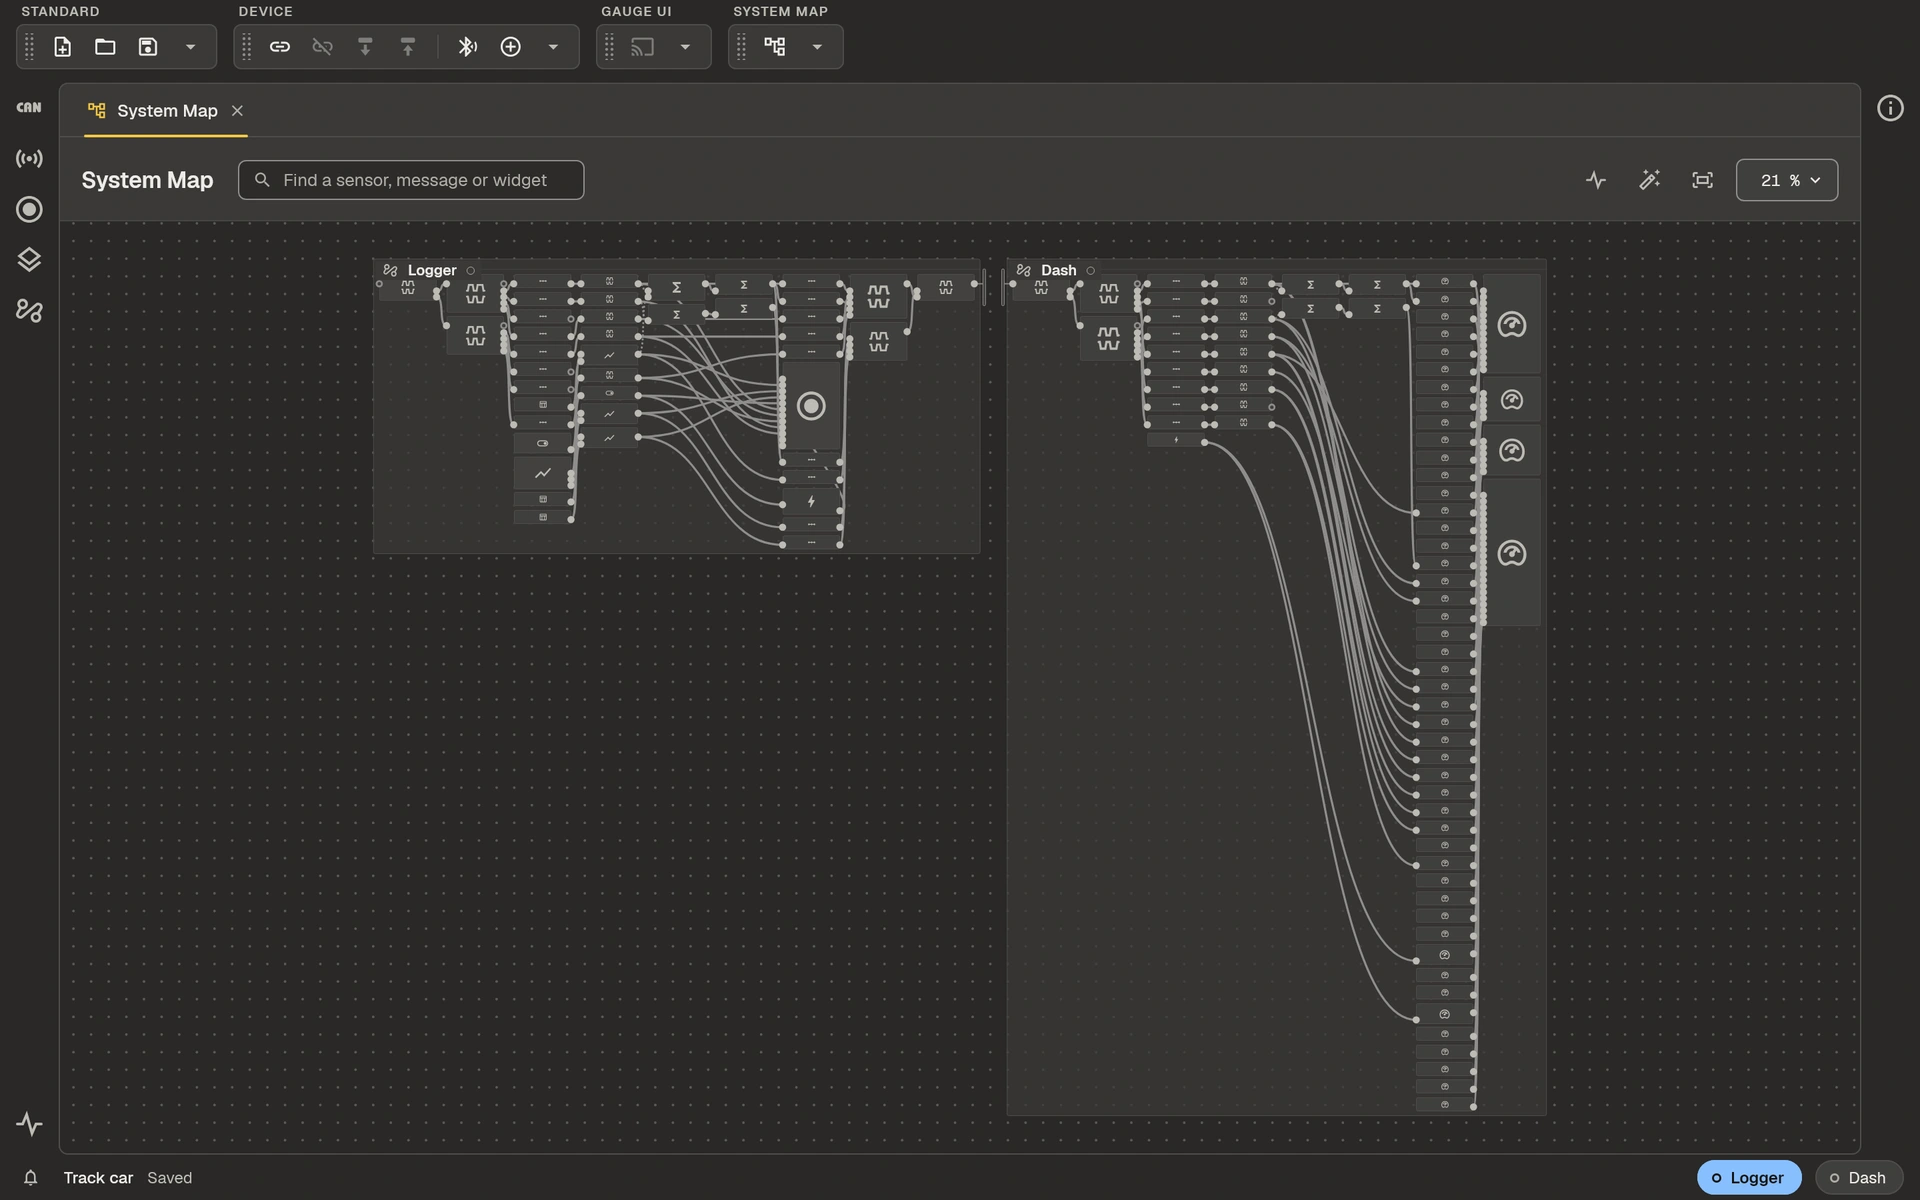 STANDARD
DEVICE
GAUGE UI
SYSTEM MAP
CAN
System Map
System Map
Find a sensor, message or widget
21 %
Logger
Dash
Track car
Saved
Logger
Dash